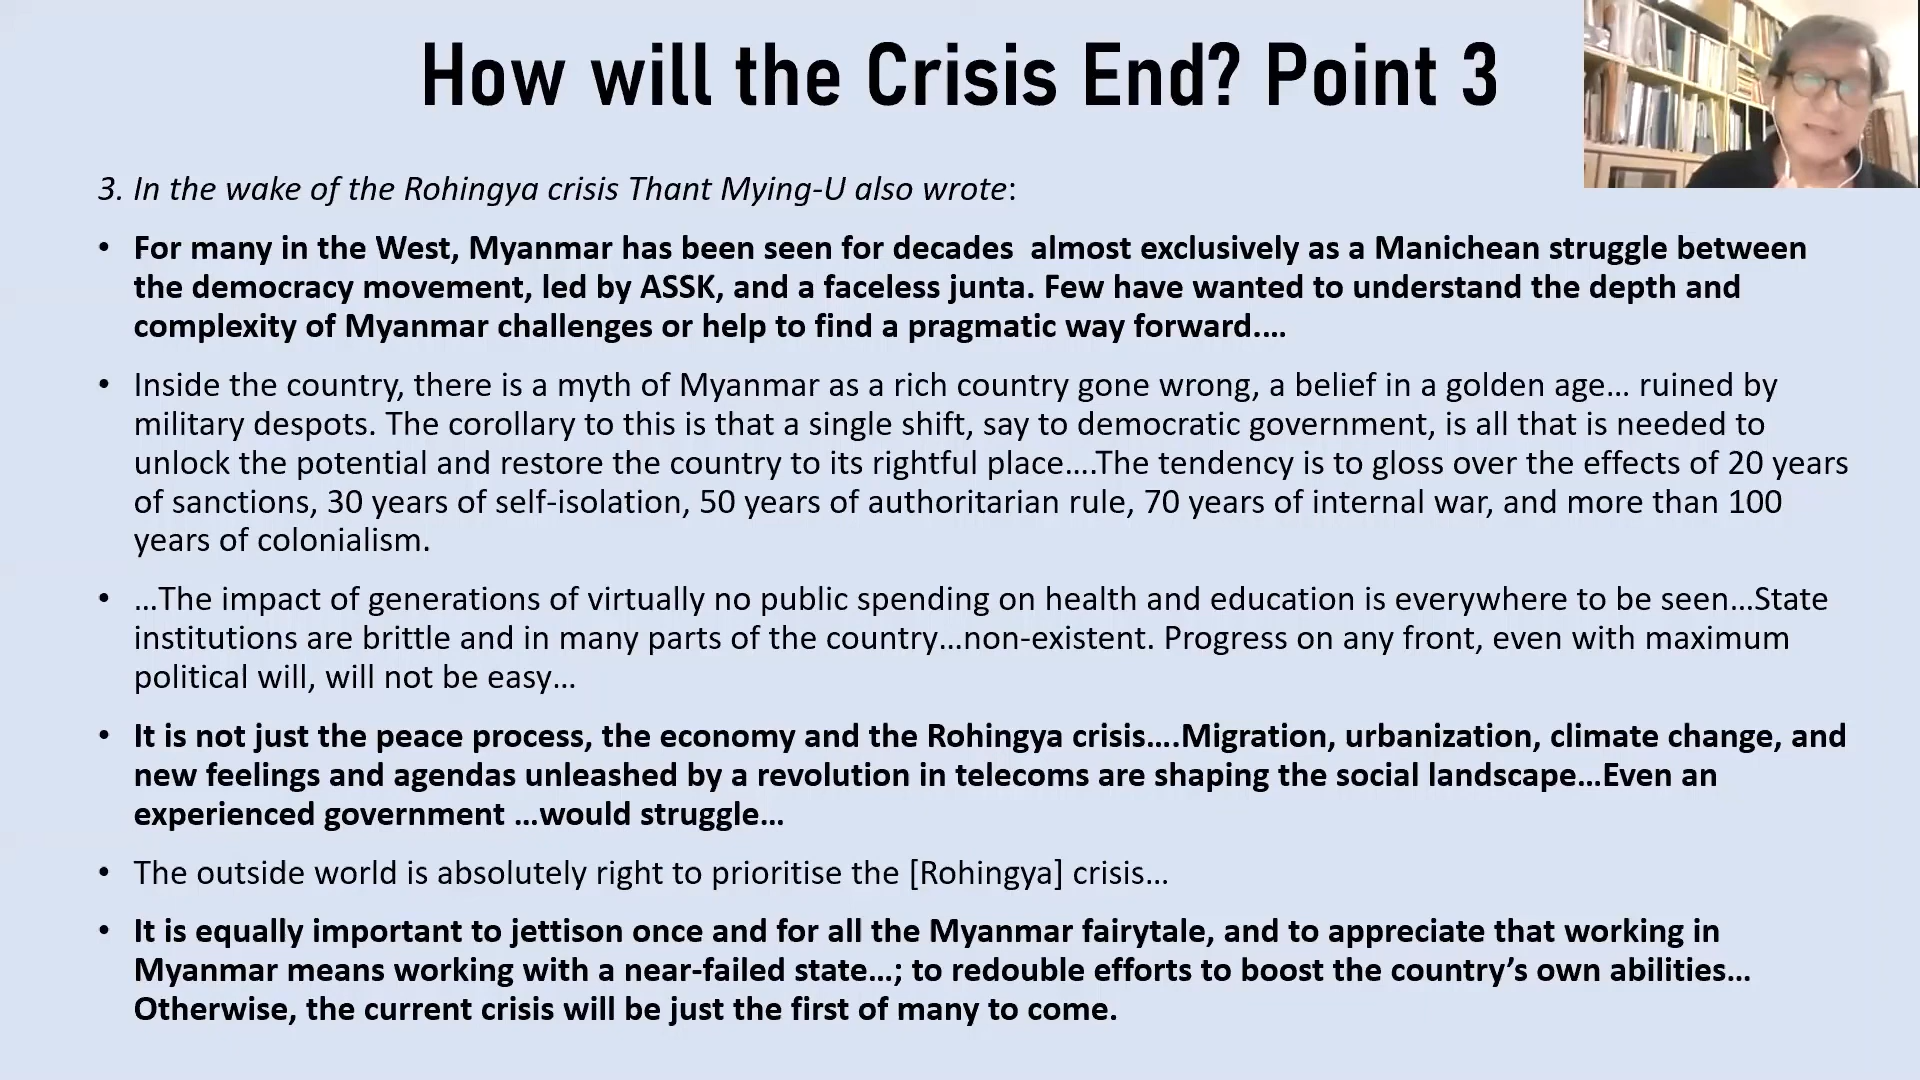 How will the Crisis End? Point 3
3. In the wake of the Rohingya crisis Thant Mying-U also wrote:
• For many in the West, Myanmar has been seen for decades  almost exclusively as a Manichean struggle between
the democracy movement, led by ASSK, and a faceless junta. Few have wanted to understand the depth and
complexity of Myanmar challenges or help to find a pragmatic way forward.…
• Inside the country, there is a myth of Myanmar as a rich country gone wrong, a belief in a golden age… ruined by
military despots. The corollary to this is that a single shift, say to democratic government, is all that is needed to
unlock the potential and restore the country to its rightful place….The tendency is to gloss over the effects of 20 years
of sanctions, 30 years of self-isolation, 50 years of authoritarian rule, 70 years of internal war, and more than 100
years of colonialism.
• …The impact of generations of virtually no public spending on health and education is everywhere to be seen…State
institutions are brittle and in many parts of the country…non-existent. Progress on any front, even with maximum
political will, will not be easy…
• It is not just the peace process, the economy and the Rohingya crisis….Migration, urbanization, climate change, and
new feelings and agendas unleashed by a revolution in telecoms are shaping the social landscape…Even an
experienced government …would struggle…
• The outside world is absolutely right to prioritise the [Rohingya] crisis…
• It is equally important to jettison once and for all the Myanmar fairytale, and to appreciate that working in
Myanmar means working with a near-failed state…; to redouble efforts to boost the country’s own abilities…
Otherwise, the current crisis will be just the first of many to come.